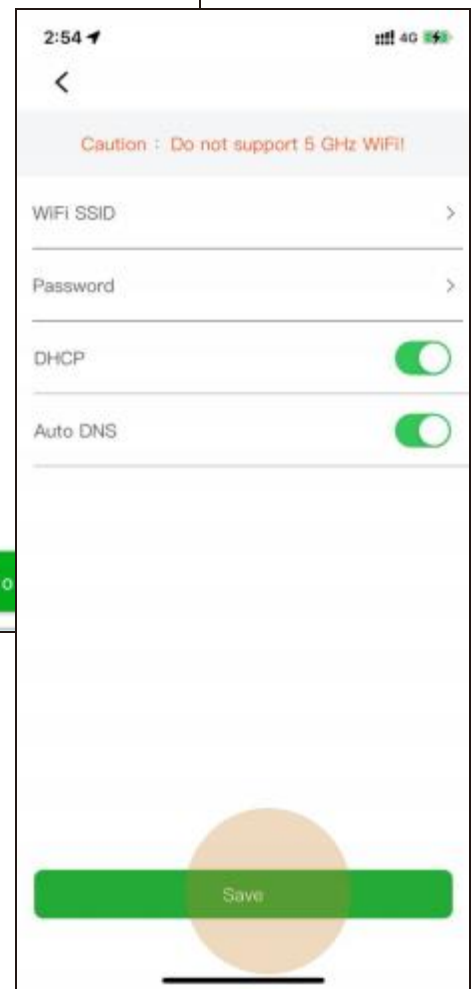 2:54
4G
Caution : Do not support 5 GHz WiFi!
WiFi SSID
Password
DHCP
Auto DNS
o
Save